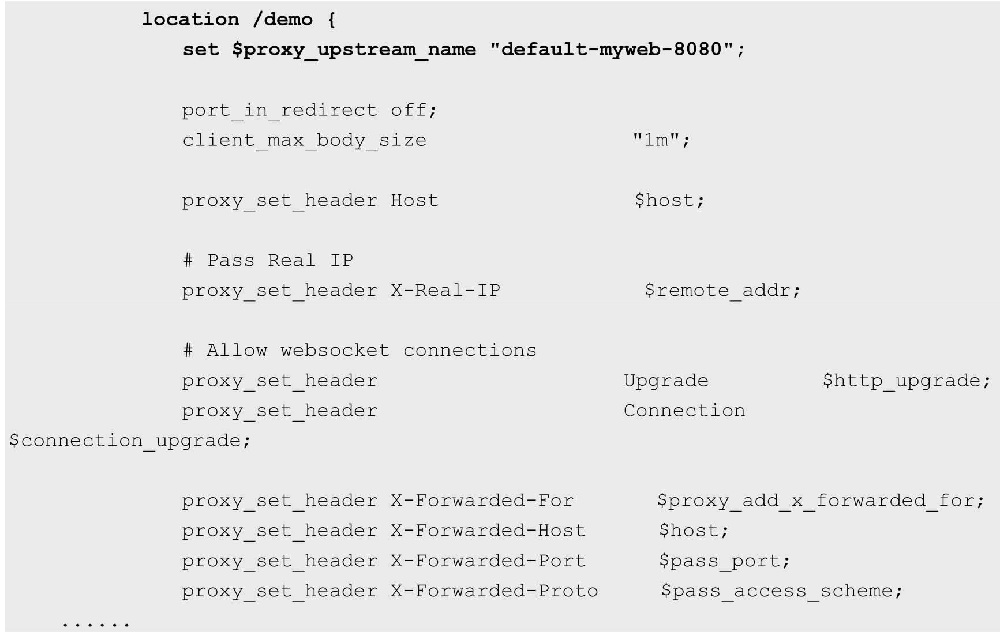 location /demo {
set $proxy_upstream_name "default-myweb-8080";
port_in_redirect off;
client_max_body_size "1m";
proxy_set_header Host $host;
# Pass Real IP
proxy_set_header X-Real-IP $remote_addr;
# Allow websocket connections
proxy_set_header Upgrade $http_upgrade;
proxy_set_header Connection
$connection_upgrade;
proxy_set_header X-Forwarded-For $proxy_add_x_forwarded_for;
proxy_set_header X-Forwarded-Host $host;
proxy_set_header X-Forwarded-Port $pass_port;
proxy_set_header X-Forwarded-Proto $pass_access_scheme;
......